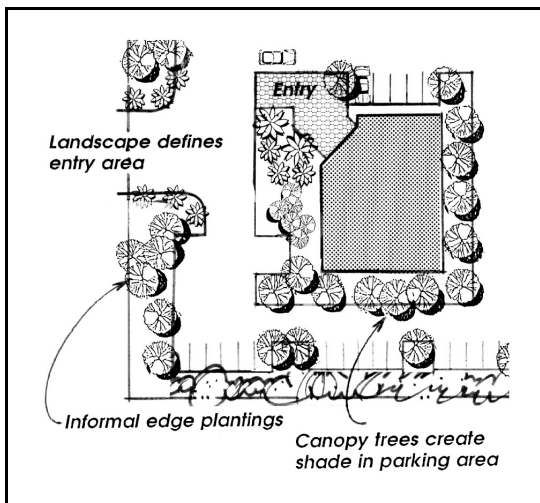 Entry
Landscape defines
entry area
Informal edge plantings
Canopy trees create
shade in parking area